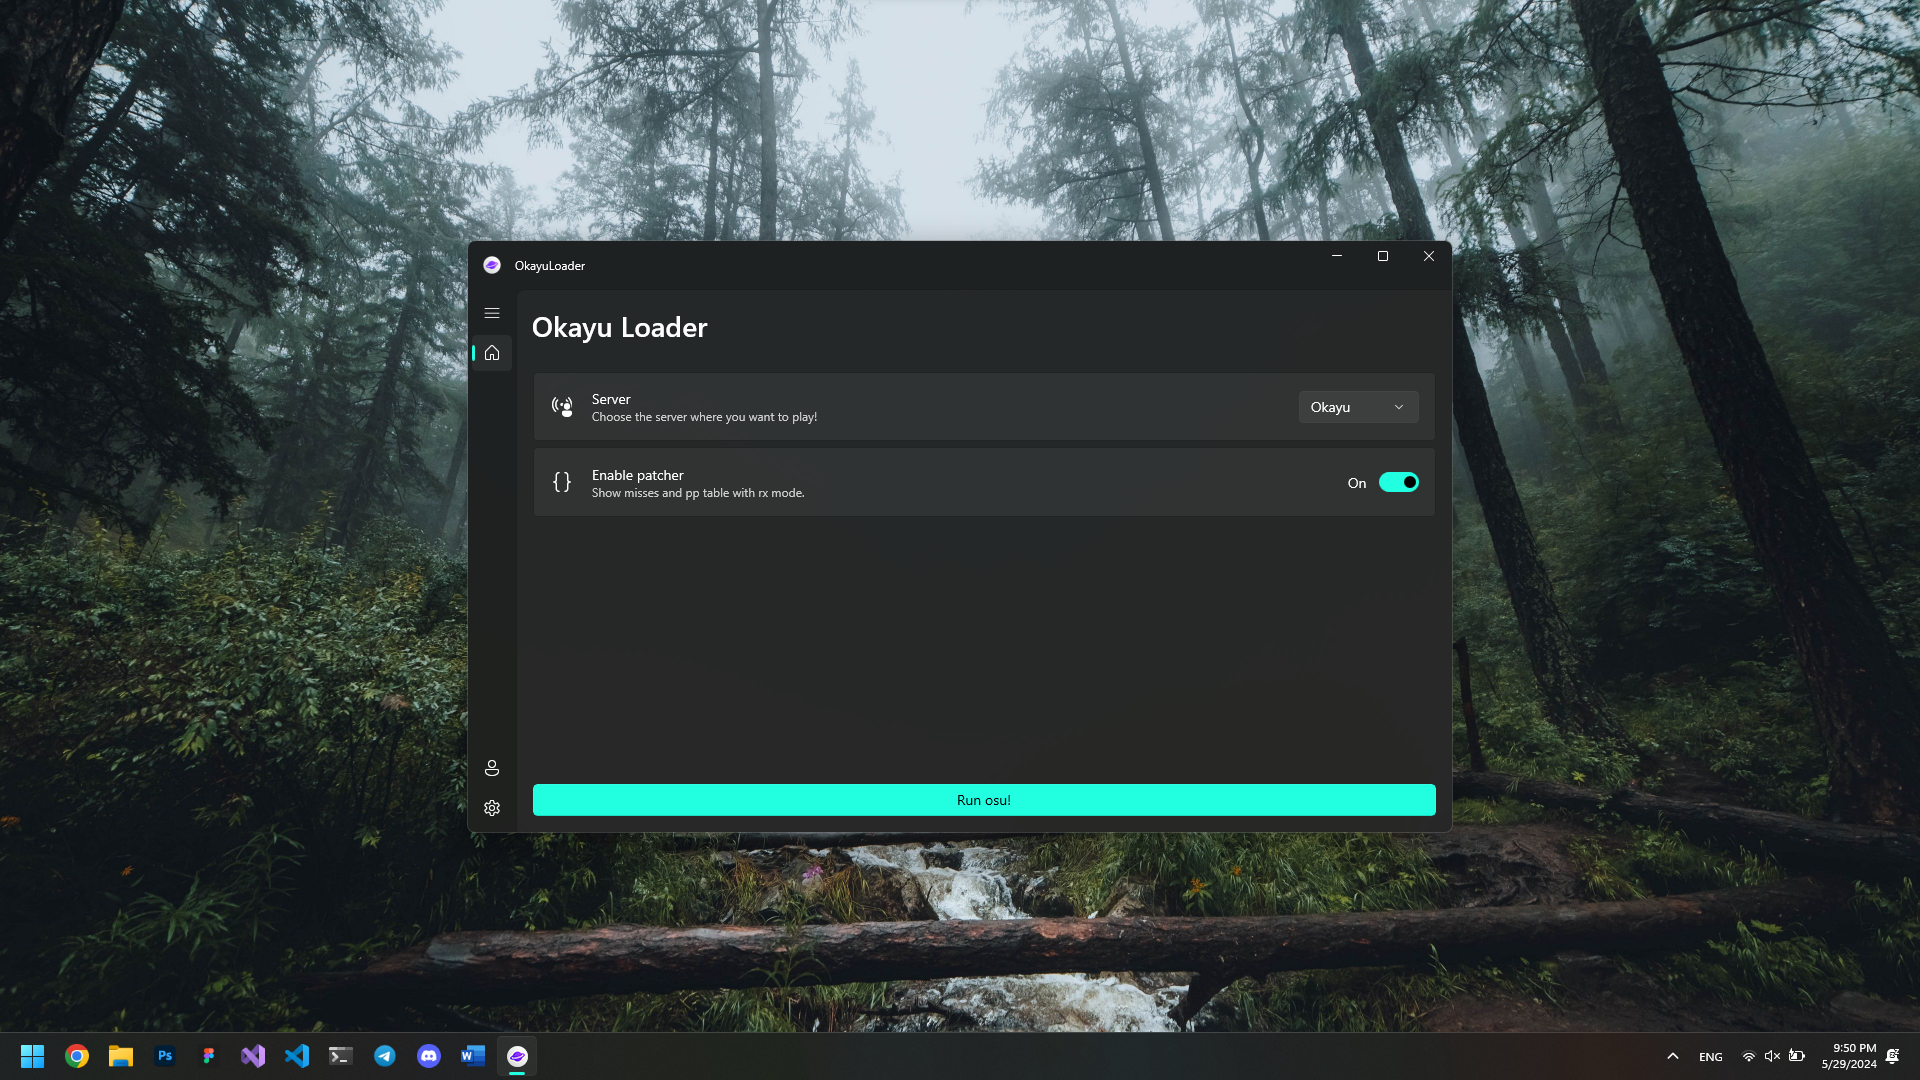 OkayuLoader
Okayu Loader
Server
Choose the server where you want to play!
Okayu
Enable patcher
Show misses and pp table with rx mode.
On
Run osu!
Ps
W
ENG
9:50 PM
5/29/2024